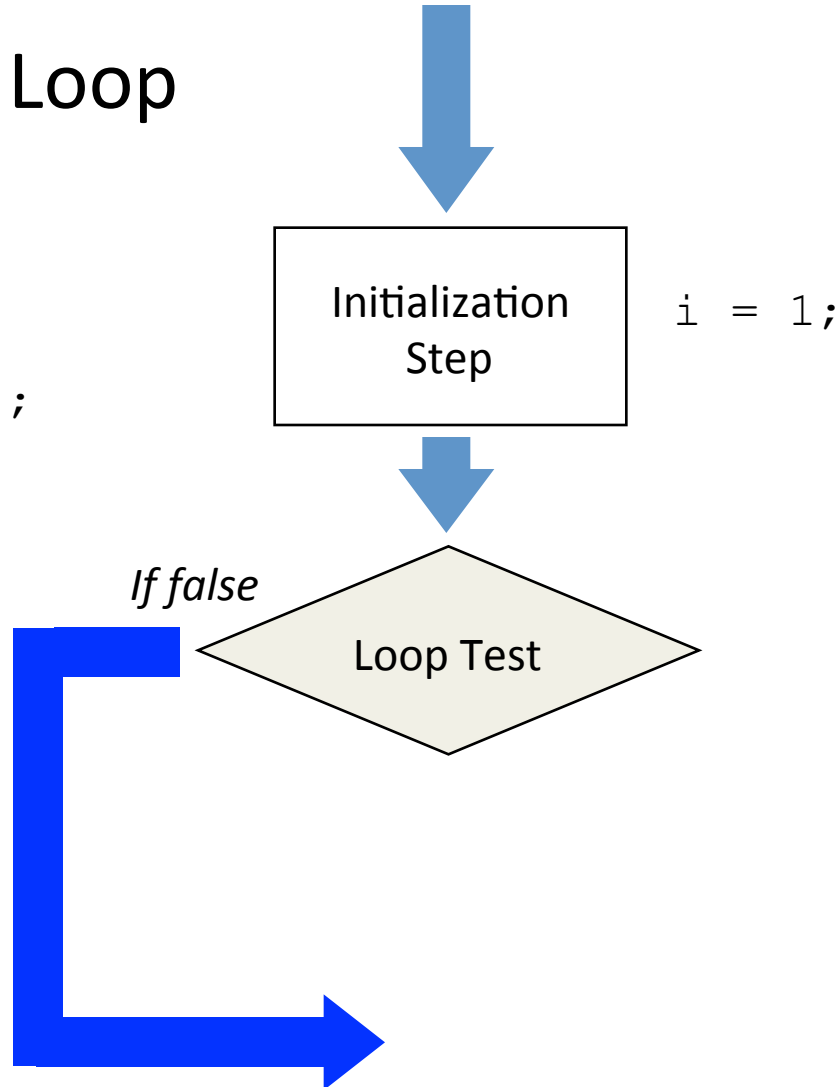 Loop
Initialization
Step
i = 1;
;
If false
Loop Test